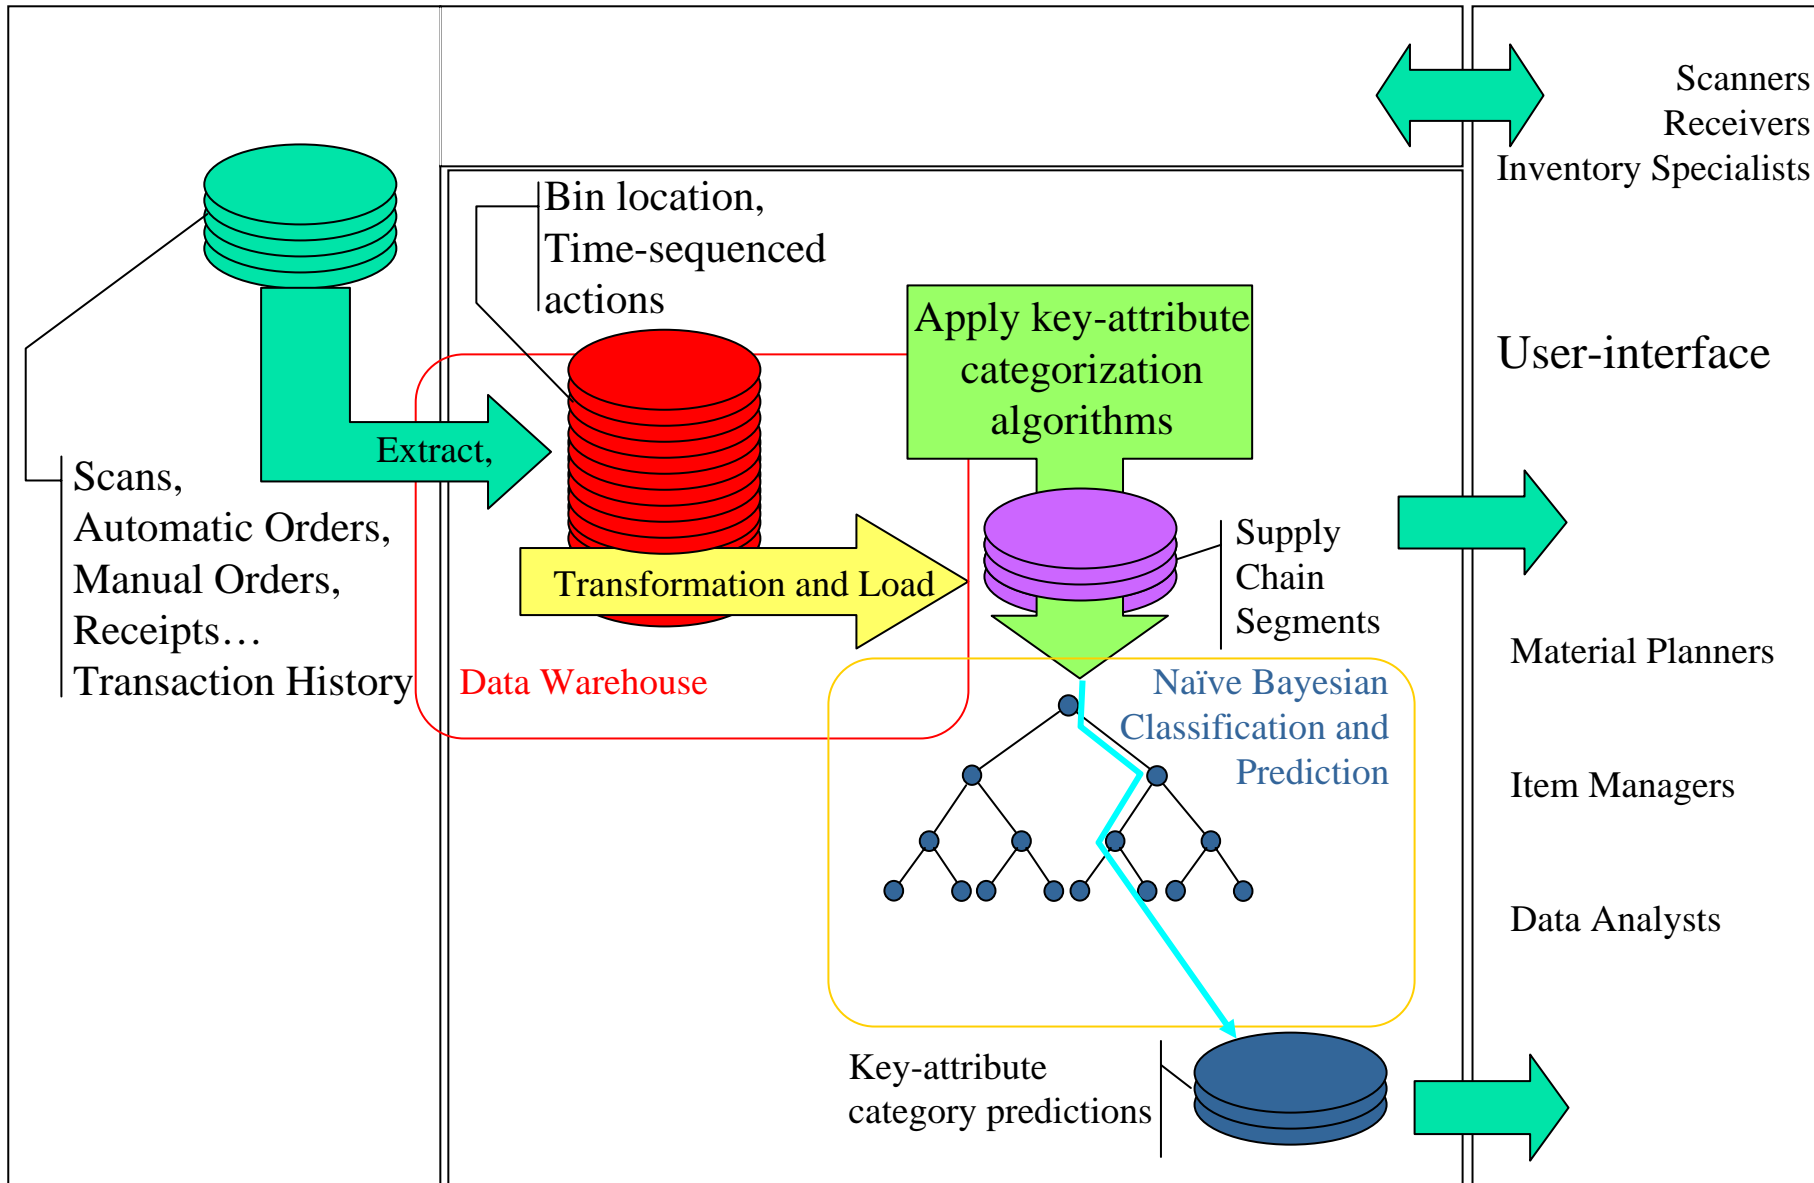 Scanners
Receivers
Inventory Specialists
Bin location,
Time-sequenced
actions
Apply key-attribute
categorization
algorithms
User-interface
Extract,
Scans,
Automatic Orders,
Manual Orders,
Receipts…
Transaction History
Transformation and Load
Supply
Chain
Segments
Data Warehouse
Naïve Bayesian
Classification and
Prediction
Material Planners
Item Managers
Data Analysts
Key-attribute
category predictions